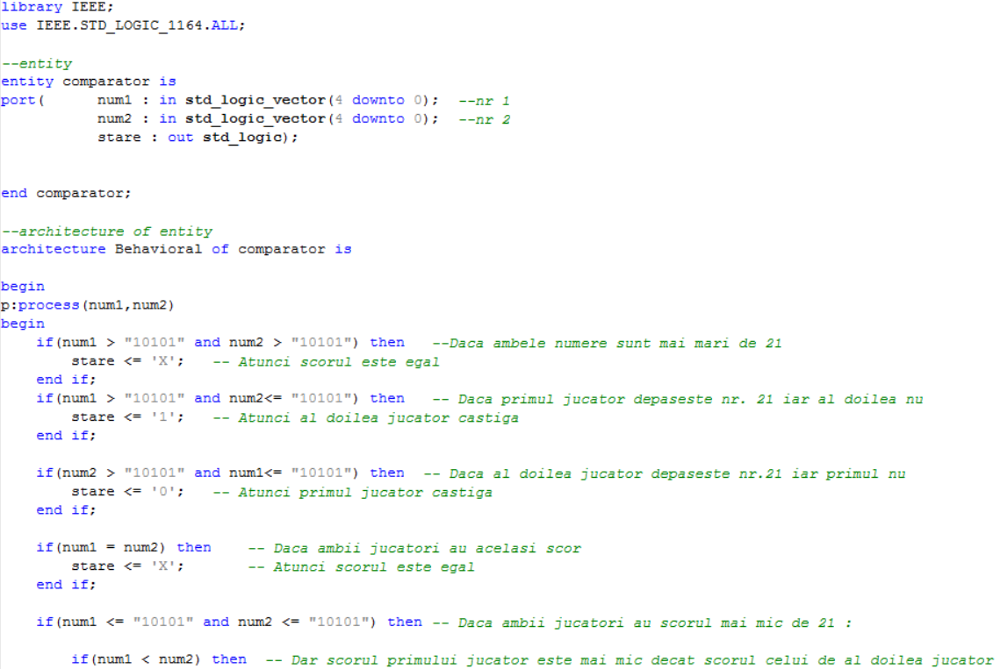 library IEEE;
use IEEE.STD_LOGIC_1164.ALL;
--entity
entity comparator is
port(      num1 : in std_logic_vector(4 downto 0);  --nr 1
           num2 : in std_logic_vector(4 downto 0);  --nr 2
           stare : out std_logic);
end comparator;
--architecture of entity
architecture Behavioral of comparator is
begin
p:process(num1,num2)
begin
    if(num1 > "10101" and num2 > "10101") then   --Daca ambele numere sunt mai mari de 21
        stare <= 'X';   -- Atunci scorul este egal
    end if;
    if(num1 > "10101" and num2<= "10101") then   -- Daca primul jucator depaseste nr. 21 iar al doilea nu
        stare <= '1';   -- Atunci al doilea jucator castiga
    end if;
    if(num2 > "10101" and num1<= "10101") then  -- Daca al doilea jucator depaseste nr.21 iar primul nu
        stare <= '0';   -- Atunci primul jucator castiga
    end if;
    if(num1 = num2) then    -- Daca ambii jucatori au acelasi scor
        stare <= 'X';       -- Atunci scorul este egal
    end if;
    if(num1 <= "10101" and num2 <= "10101") then -- Daca ambii jucatori au scorul mai mic de 21 :
        if(num1 < num2) then  -- Dar scorul primului jucator este mai mic decat scorul celui de al doilea jucator